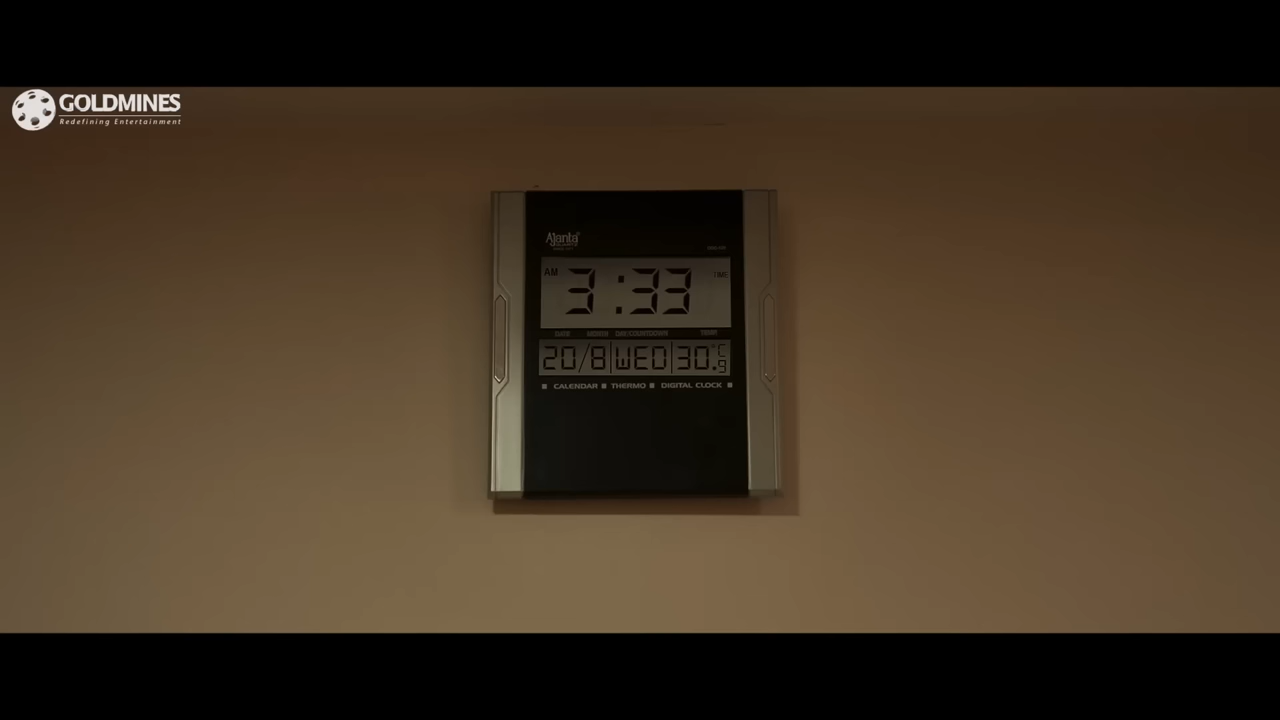 GOLDMINES
Redefining Entertainment
Ajanta
AM 3:33 TIME
DATE MONTH DAY/COUNTDOWN TEMP
20/8 WED 30.9°C
CALENDAR THERMO DIGITAL CLOCK